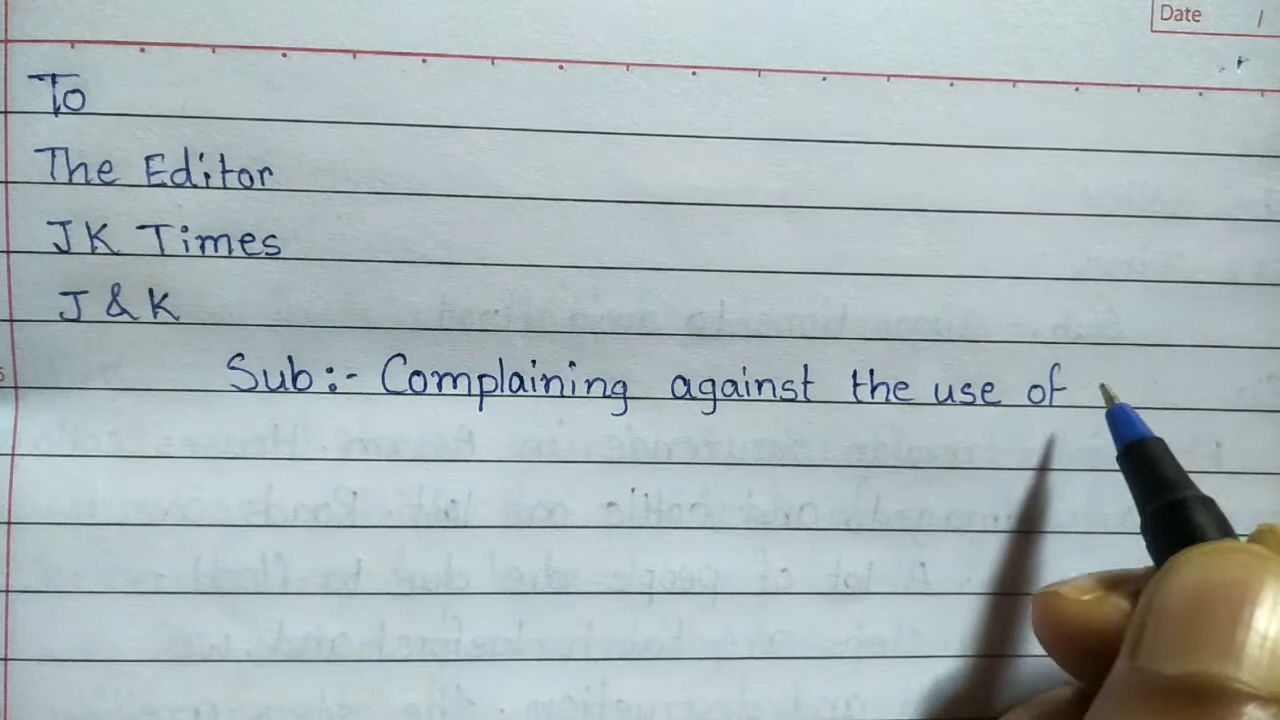 Date /
To
The Editor
JK Times
J & K
Sub:- Complaining against the use of